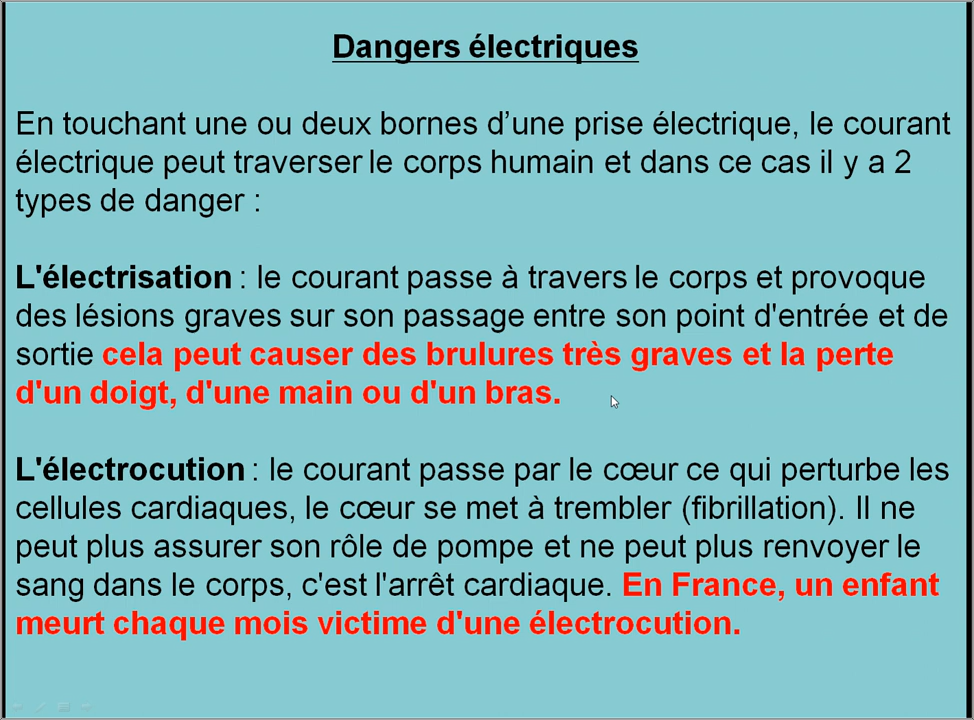 Dangers électriques
En touchant une ou deux bornes d’une prise électrique, le courant
électrique peut traverser le corps humain et dans ce cas il y a 2
types de danger :
L'électrisation : le courant passe à travers le corps et provoque
des lésions graves sur son passage entre son point d'entrée et de
sortie cela peut causer des brulures très graves et la perte
d'un doigt, d'une main ou d'un bras.
L'électrocution : le courant passe par le cœur ce qui perturbe les
cellules cardiaques, le cœur se met à trembler (fibrillation). Il ne
peut plus assurer son rôle de pompe et ne peut plus renvoyer le
sang dans le corps, c'est l'arrêt cardiaque. En France, un enfant
meurt chaque mois victime d'une électrocution.